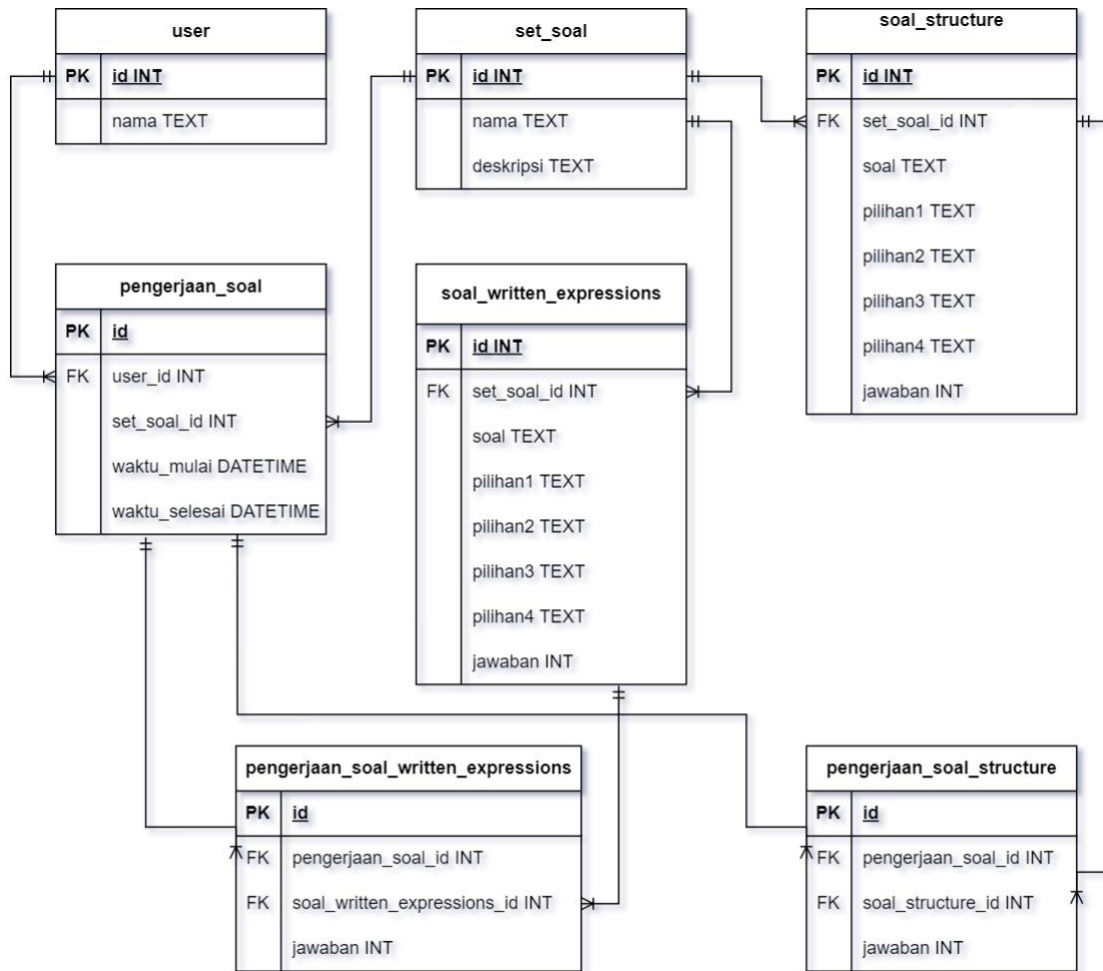 user
PK id INT
nama TEXT
set_soal
PK id INT
nama TEXT
deskripsi TEXT
soal_structure
PK id INT
FK set_soal_id INT
soal TEXT
pilihan1 TEXT
pilihan2 TEXT
pilihan3 TEXT
pilihan4 TEXT
jawaban INT
pengerjaan_soal
PK id
FK user_id INT
set_soal_id INT
waktu_mulai DATETIME
waktu_selesai DATETIME
soal_written_expressions
PK id INT
FK set_soal_id INT
soal TEXT
pilihan1 TEXT
pilihan2 TEXT
pilihan3 TEXT
pilihan4 TEXT
jawaban INT
pengerjaan_soal_written_expressions
PK id
FK pengerjaan_soal_id INT
FK soal_written_expressions_id INT
jawaban INT
pengerjaan_soal_structure
PK id
FK pengerjaan_soal_id INT
FK soal_structure_id INT
jawaban INT